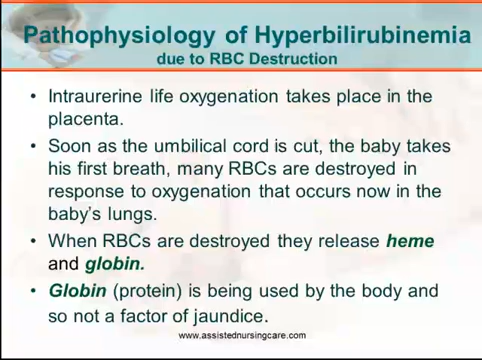 Pathophysiology of Hyperbilirubinemia
due to RBC Destruction
• Intraurerine life oxygenation takes place in the
placenta.
• Soon as the umbilical cord is cut, the baby takes
his first breath, many RBCs are destroyed in
response to oxygenation that occurs now in the
baby's lungs.
• When RBCs are destroyed they release heme
and globin.
• Globin (protein) is being used by the body and
so not a factor of jaundice.
www.assistednursingcare.com